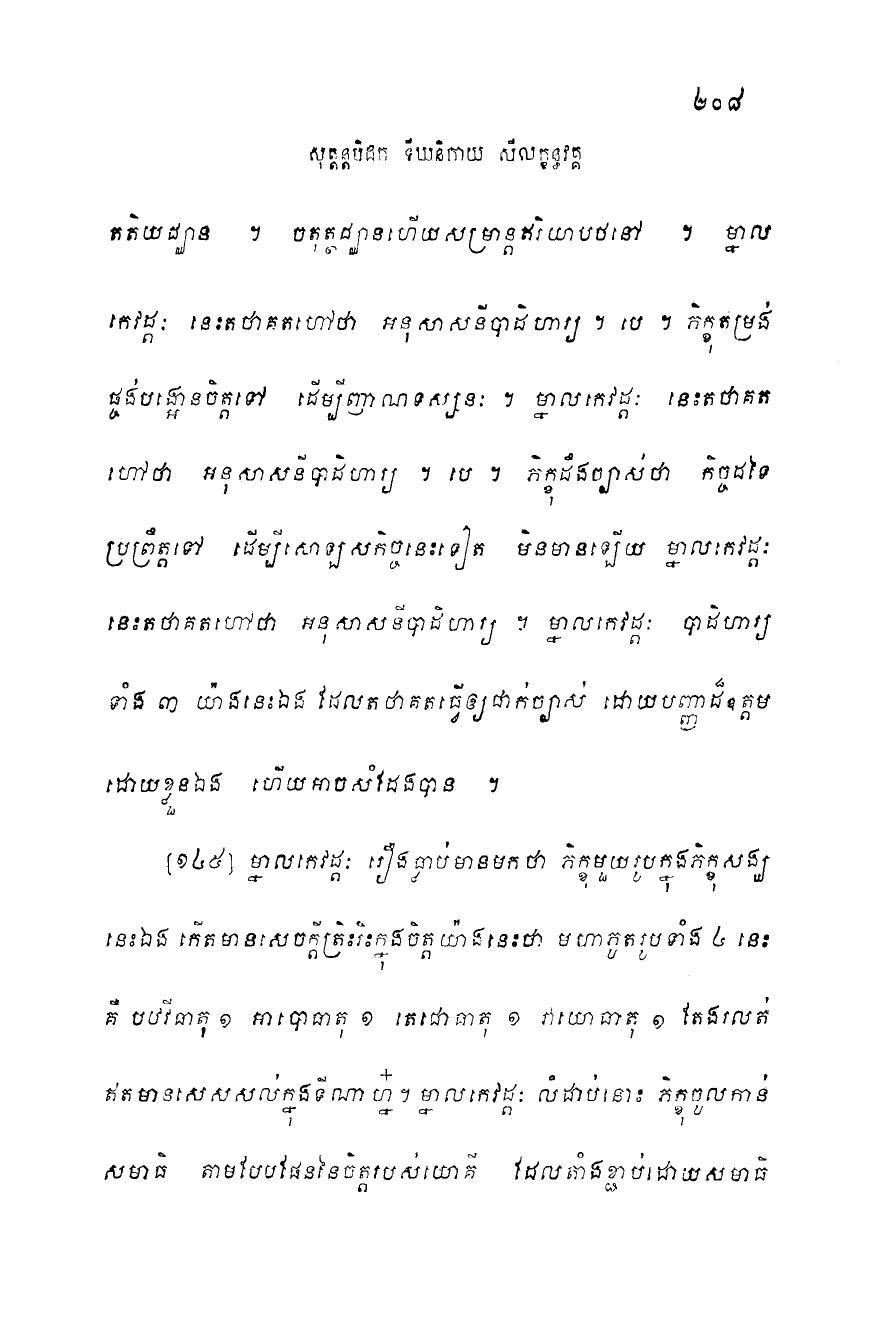 ២០៨
សុត្តន្តបិដក ទីឃនិកាយ សីលក្ខន្ធវគ្គ
តតិយជ្ឈាន ។ ចតុត្ថជ្ឈានហើយសម្រាន្តឥរិយាបថនៅ ។ ម្នាល
កេវដ្ដៈ នេះតថាគតហៅថា អនុសាសនីបាដិហារ្យ ។ បេ ។ ភិក្ខុតម្រង់
ផ្ចង់បង្អោនចិត្តទៅ ដើម្បីញាណទស្សនៈ ។ ម្នាលកេវដ្ដៈ នេះតថាគត
ហៅថា អនុសាសនីបាដិហារ្យ ។ បេ ។ ភិក្ខុដឹងច្បាស់ថា កិច្ចដទៃ
ប្រព្រឹត្តទៅ ដើម្បីសោឡសកិច្ចនេះទៀត មិនមានឡើយ ម្នាលកេវដ្ដៈ
នេះតថាគតហៅថា អនុសាសនីបាដិហារ្យ ។ ម្នាលកេវដ្ដៈ បាដិហារ្យ
ទាំង ៣ យ៉ាងនេះឯង ដែលតថាគតធ្វើឲ្យជាក់ច្បាស់ ដោយបញ្ញាដ៏ឧត្តម
ដោយខ្លួនឯង ហើយអាចសំដែងបាន ។
[១៤៥] ម្នាលកេវដ្ដៈ រឿងធ្លាប់មានមកថា ភិក្ខុមួយរូបក្នុងភិក្ខុសង្ឃ
នេះឯង កើតមានសេចក្តីត្រិះរិះក្នុងចិត្តយ៉ាងនេះថា មហាភូតរូបទាំង ៤ នេះ
គឺ បឋវីធាតុ ១ អាបោធាតុ ១ តេជោធាតុ ១ វាយោធាតុ ១ តែងរលត់
ឥតមានសេសសល់ក្នុងទីណាហ្ន៎ ។ ម្នាលកេវដ្ដៈ លំដាប់នោះ ភិក្ខុចូលកាន់
សមាធិ តាមបែបផែននៃចិត្តរបស់យោគី ដែលតាំងខ្ជាប់ដោយសមាធិ